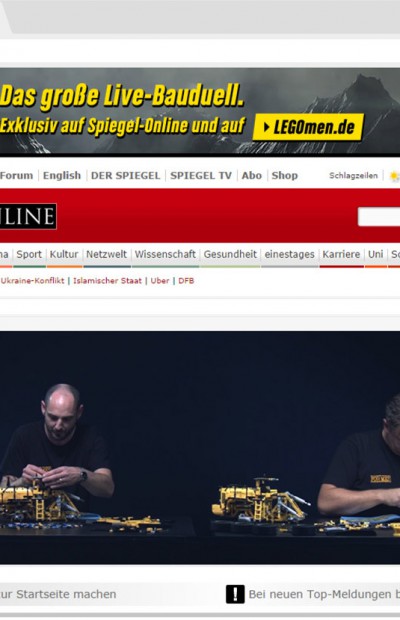 Das große Live-Bauduell.
Exklusiv auf Spiegel-Online und auf LEGOmen.de
Forum English DER SPIEGEL SPIEGEL TV Abo Shop Schlagzeilen
NLINE
na Sport Kultur Netzwelt Wissenschaft Gesundheit einestages Karriere Uni Sc
Ukraine-Konflikt | Islamischer Staat | Uber | DFB
ur Startseite machen ! Bei neuen Top-Meldungen b